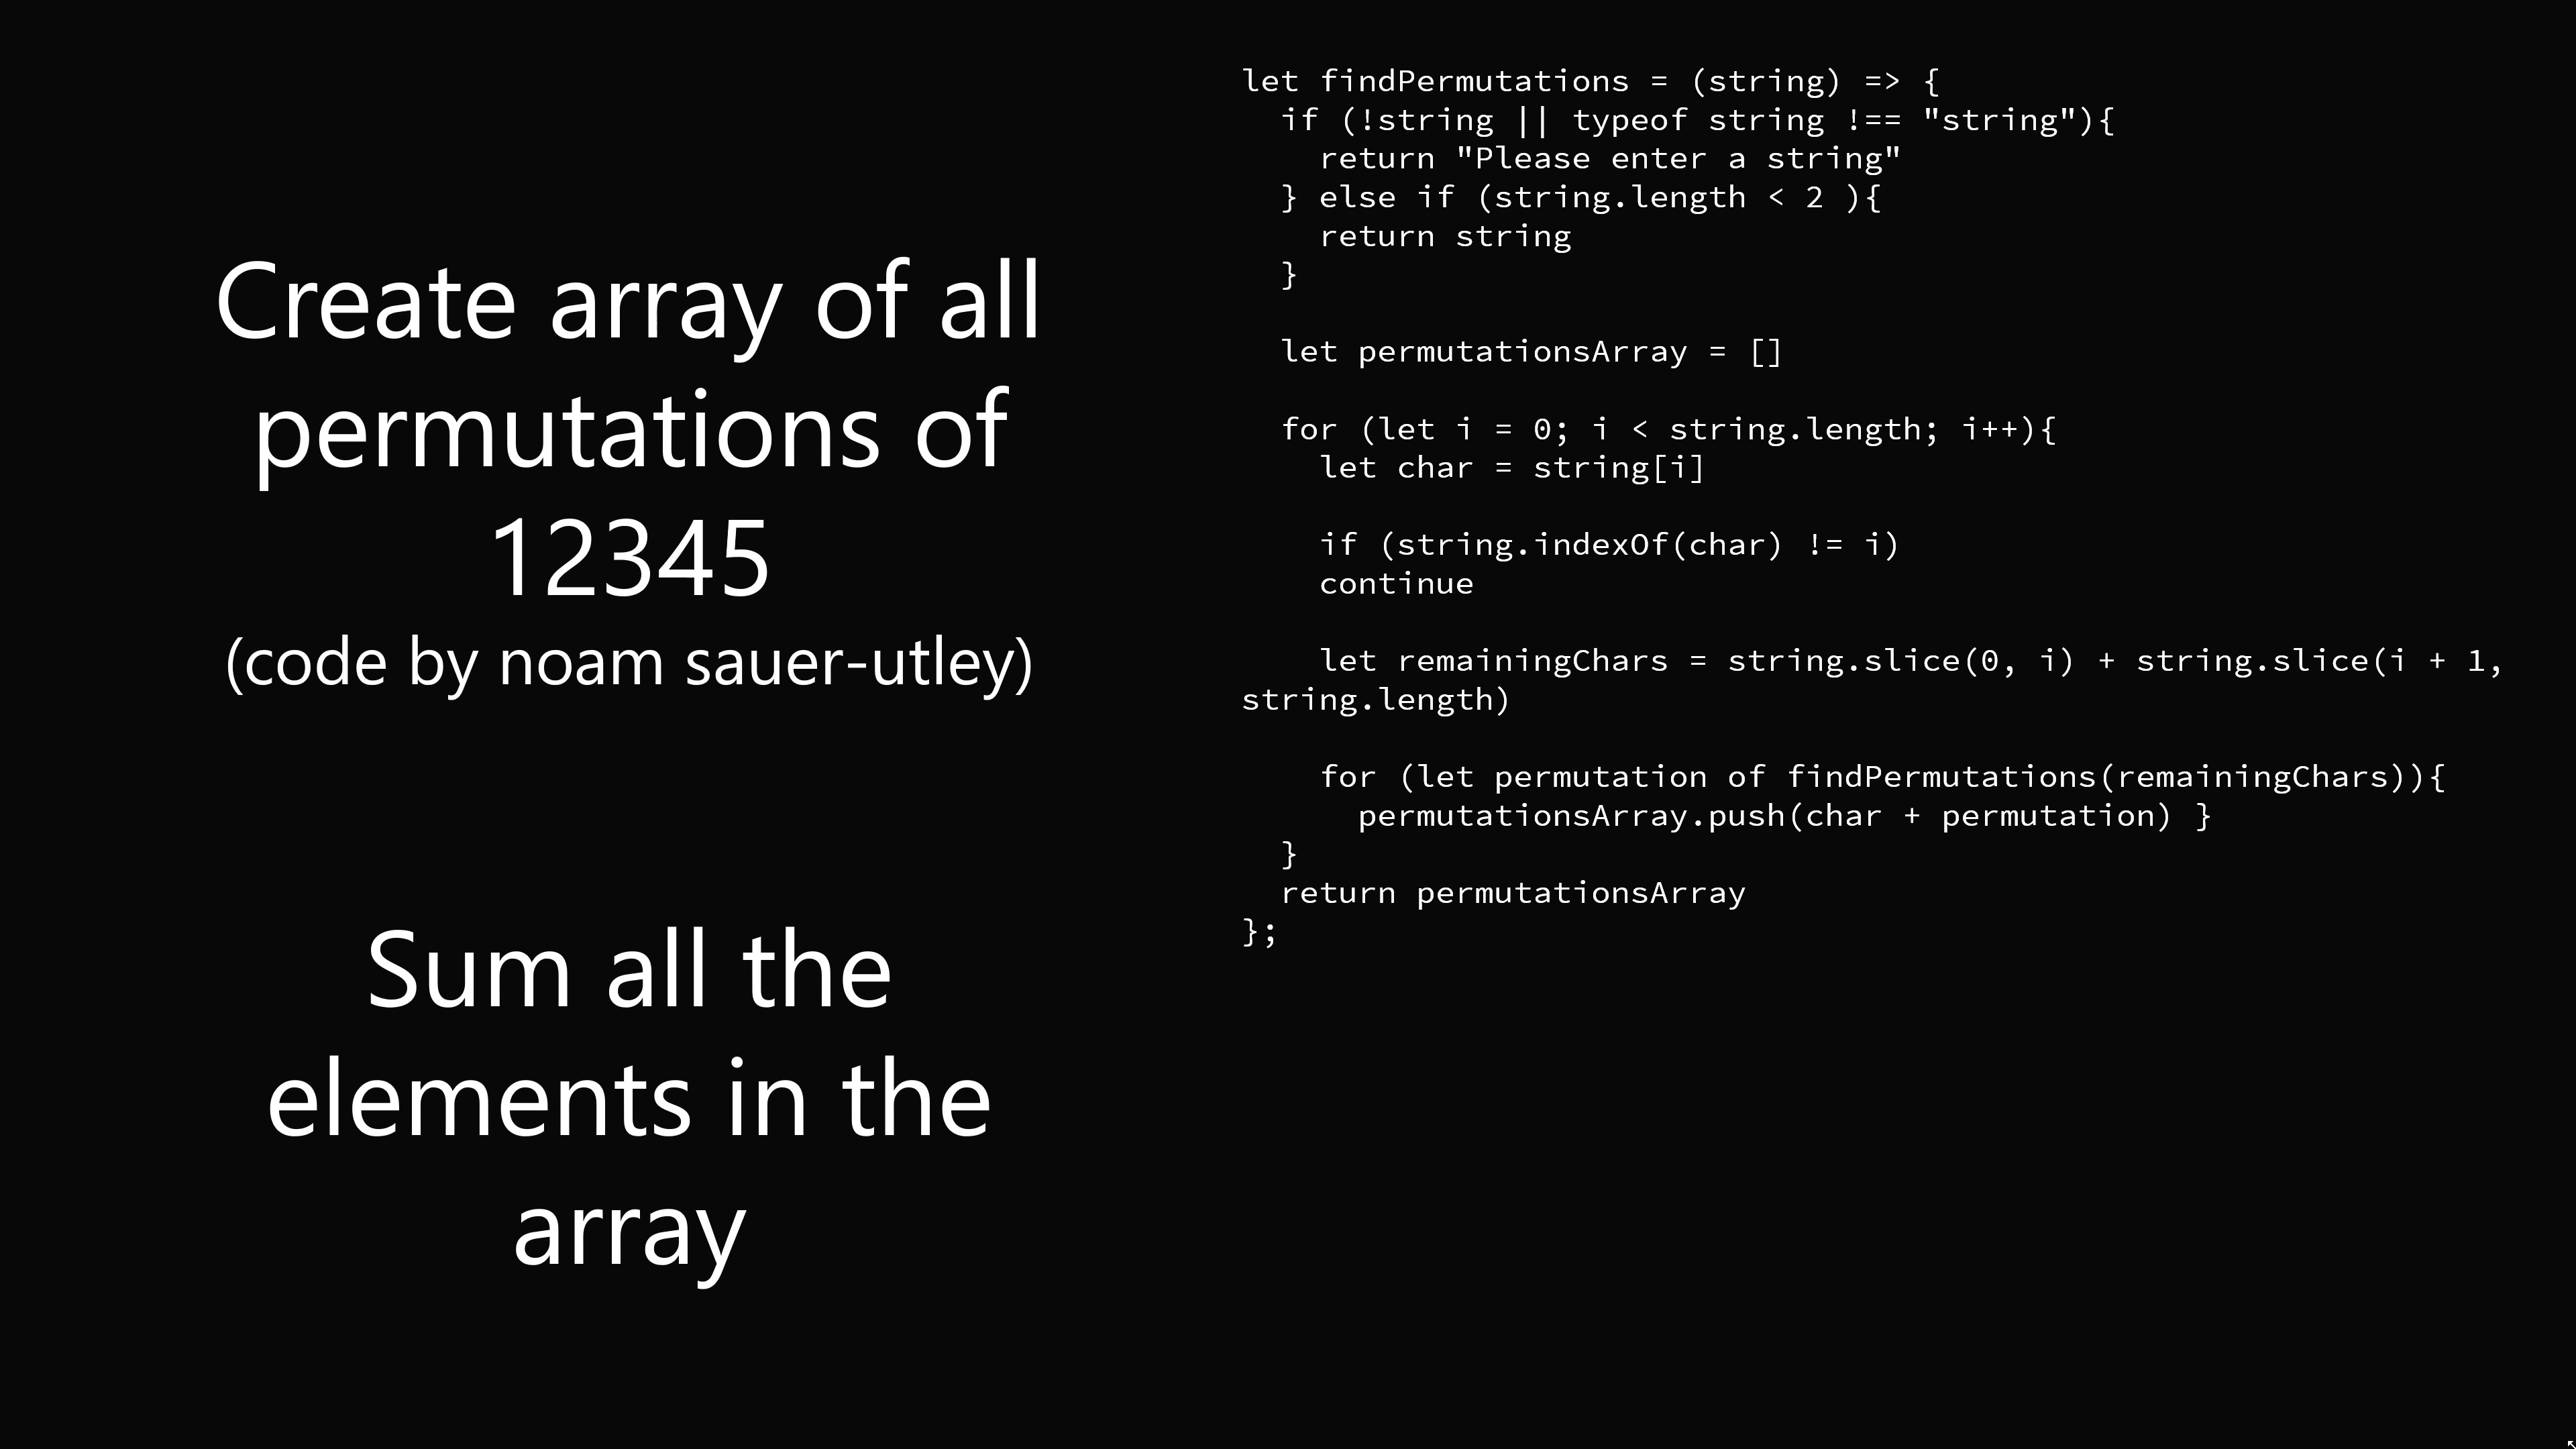 Create array of all
permutations of
12345
(code by noam sauer-utley)
Sum all the
elements in the
array
let findPermutations = (string) => {
  if (!string || typeof string !== "string"){
    return "Please enter a string"
  } else if (string.length < 2 ){
    return string
  }
  let permutationsArray = []
  for (let i = 0; i < string.length; i++){
    let char = string[i]
    if (string.indexOf(char) != i)
    continue
    let remainingChars = string.slice(0, i) + string.slice(i + 1,
string.length)
    for (let permutation of findPermutations(remainingChars)){
      permutationsArray.push(char + permutation) }
  }
  return permutationsArray
};